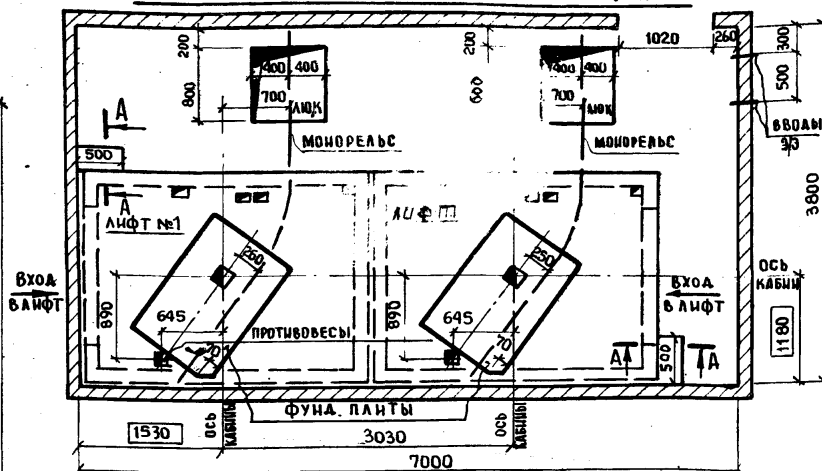 200
200
1020
260
300
400 400
400 400
800
600
500
700
ЛЮК
700
ЛЮК
А
МОНОРЕЛЬС
МОНОРЕЛЬС
ВВОДЫ
500
3800
А
ЛИФТ №1
ЛИФТ
260
250
ВХОД
В ЛИФТ
ВХОД
В ЛИФТ
ОСЬ
КАБИН
890
645
890
645
ПРОТИВОВЕСЫ
1180
70
70
А
500
А
ФУНД. ПЛИТЫ
1530
ОСЬ
КАБИНЫ
3030
ОСЬ
КАБИНЫ
7000